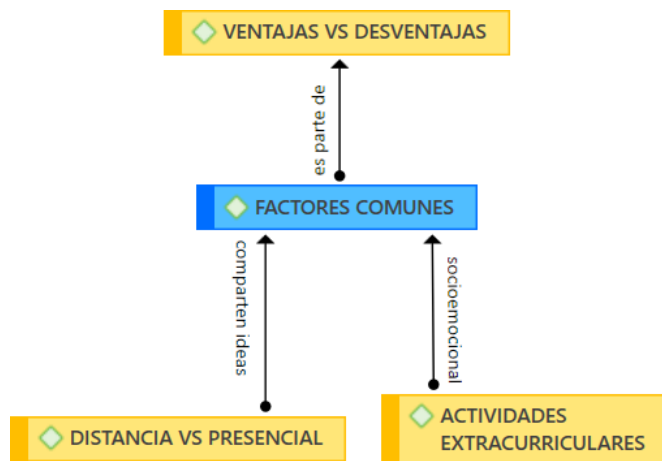 VENTAJAS VS DESVENTAJAS
es parte de
FACTORES COMUNES
comparten ideas
socioemocional
DISTANCIA VS PRESENCIAL
ACTIVIDADES
EXTRACURRICULARES